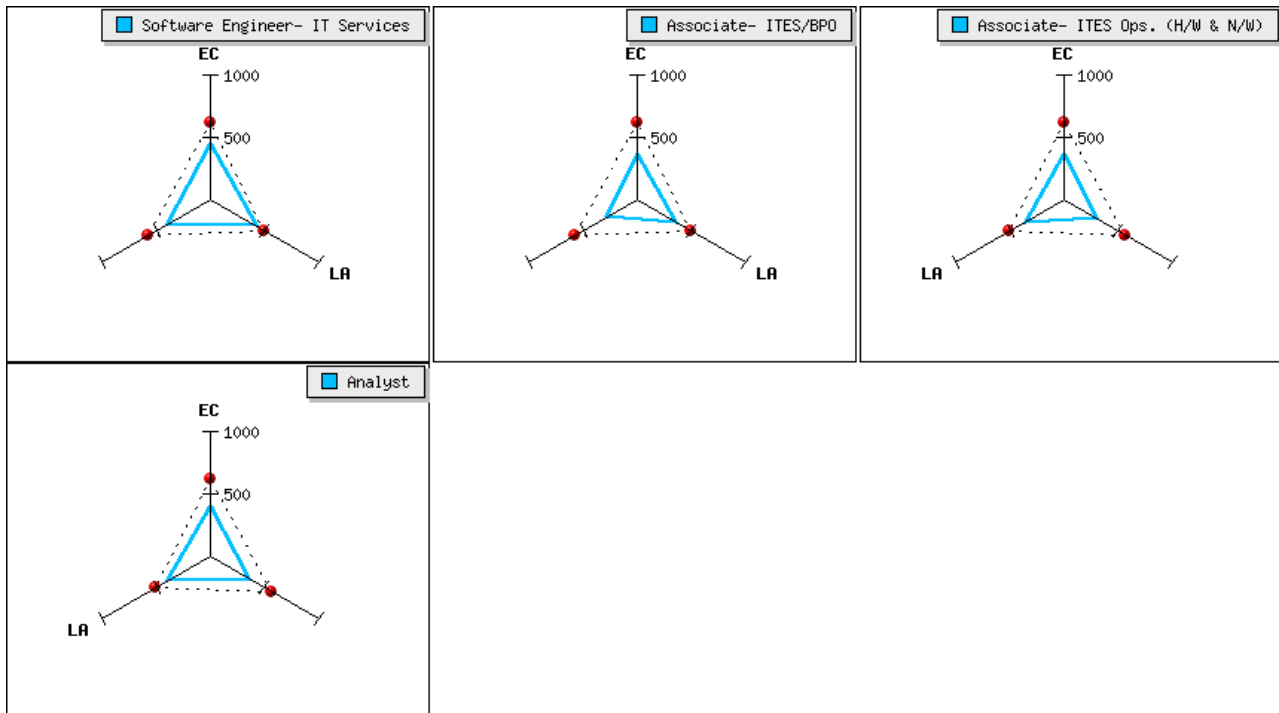 Software Engineer- IT Services
EC
1000
500
LA
Associate- ITES/BPO
EC
1000
500
LA
Associate- ITES Ops. (H/W & N/W)
EC
1000
500
LA
Analyst
EC
1000
500
LA